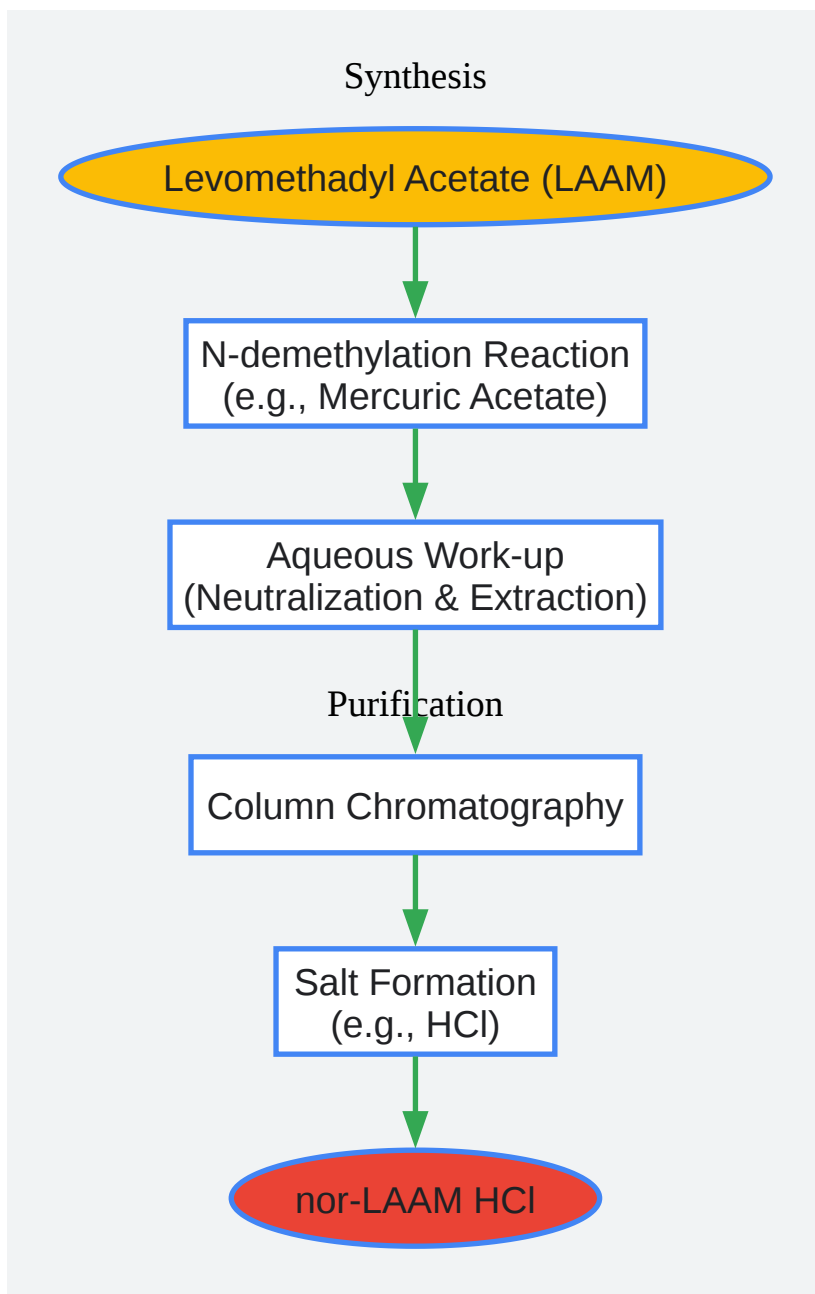 Synthesis
Levomethadyl Acetate (LAAM)
N-demethylation Reaction
(e.g., Mercuric Acetate)
Aqueous Work-up
(Neutralization & Extraction)
Purification
Column Chromatography
Salt Formation
(e.g., HCl)
nor-LAAM HCl